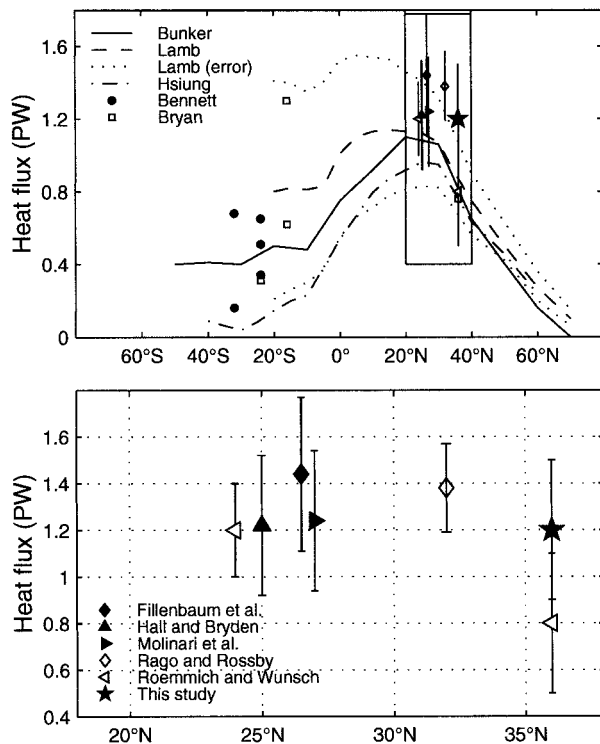 1.6
1.2
0.8
0.4
0
Heat flux (PW)
Bunker
Lamb
Lamb (error)
Hsiung
Bennett
Bryan
60°S 40°S 20°S 0° 20°N 40°N 60°N
1.6
1.4
1.2
1
0.8
0.6
0.4
Heat flux (PW)
Fillenbaum et al.
Hall and Bryden
Molinari et al.
Rago and Rossby
Roemmich and Wunsch
This study
20°N 25°N 30°N 35°N